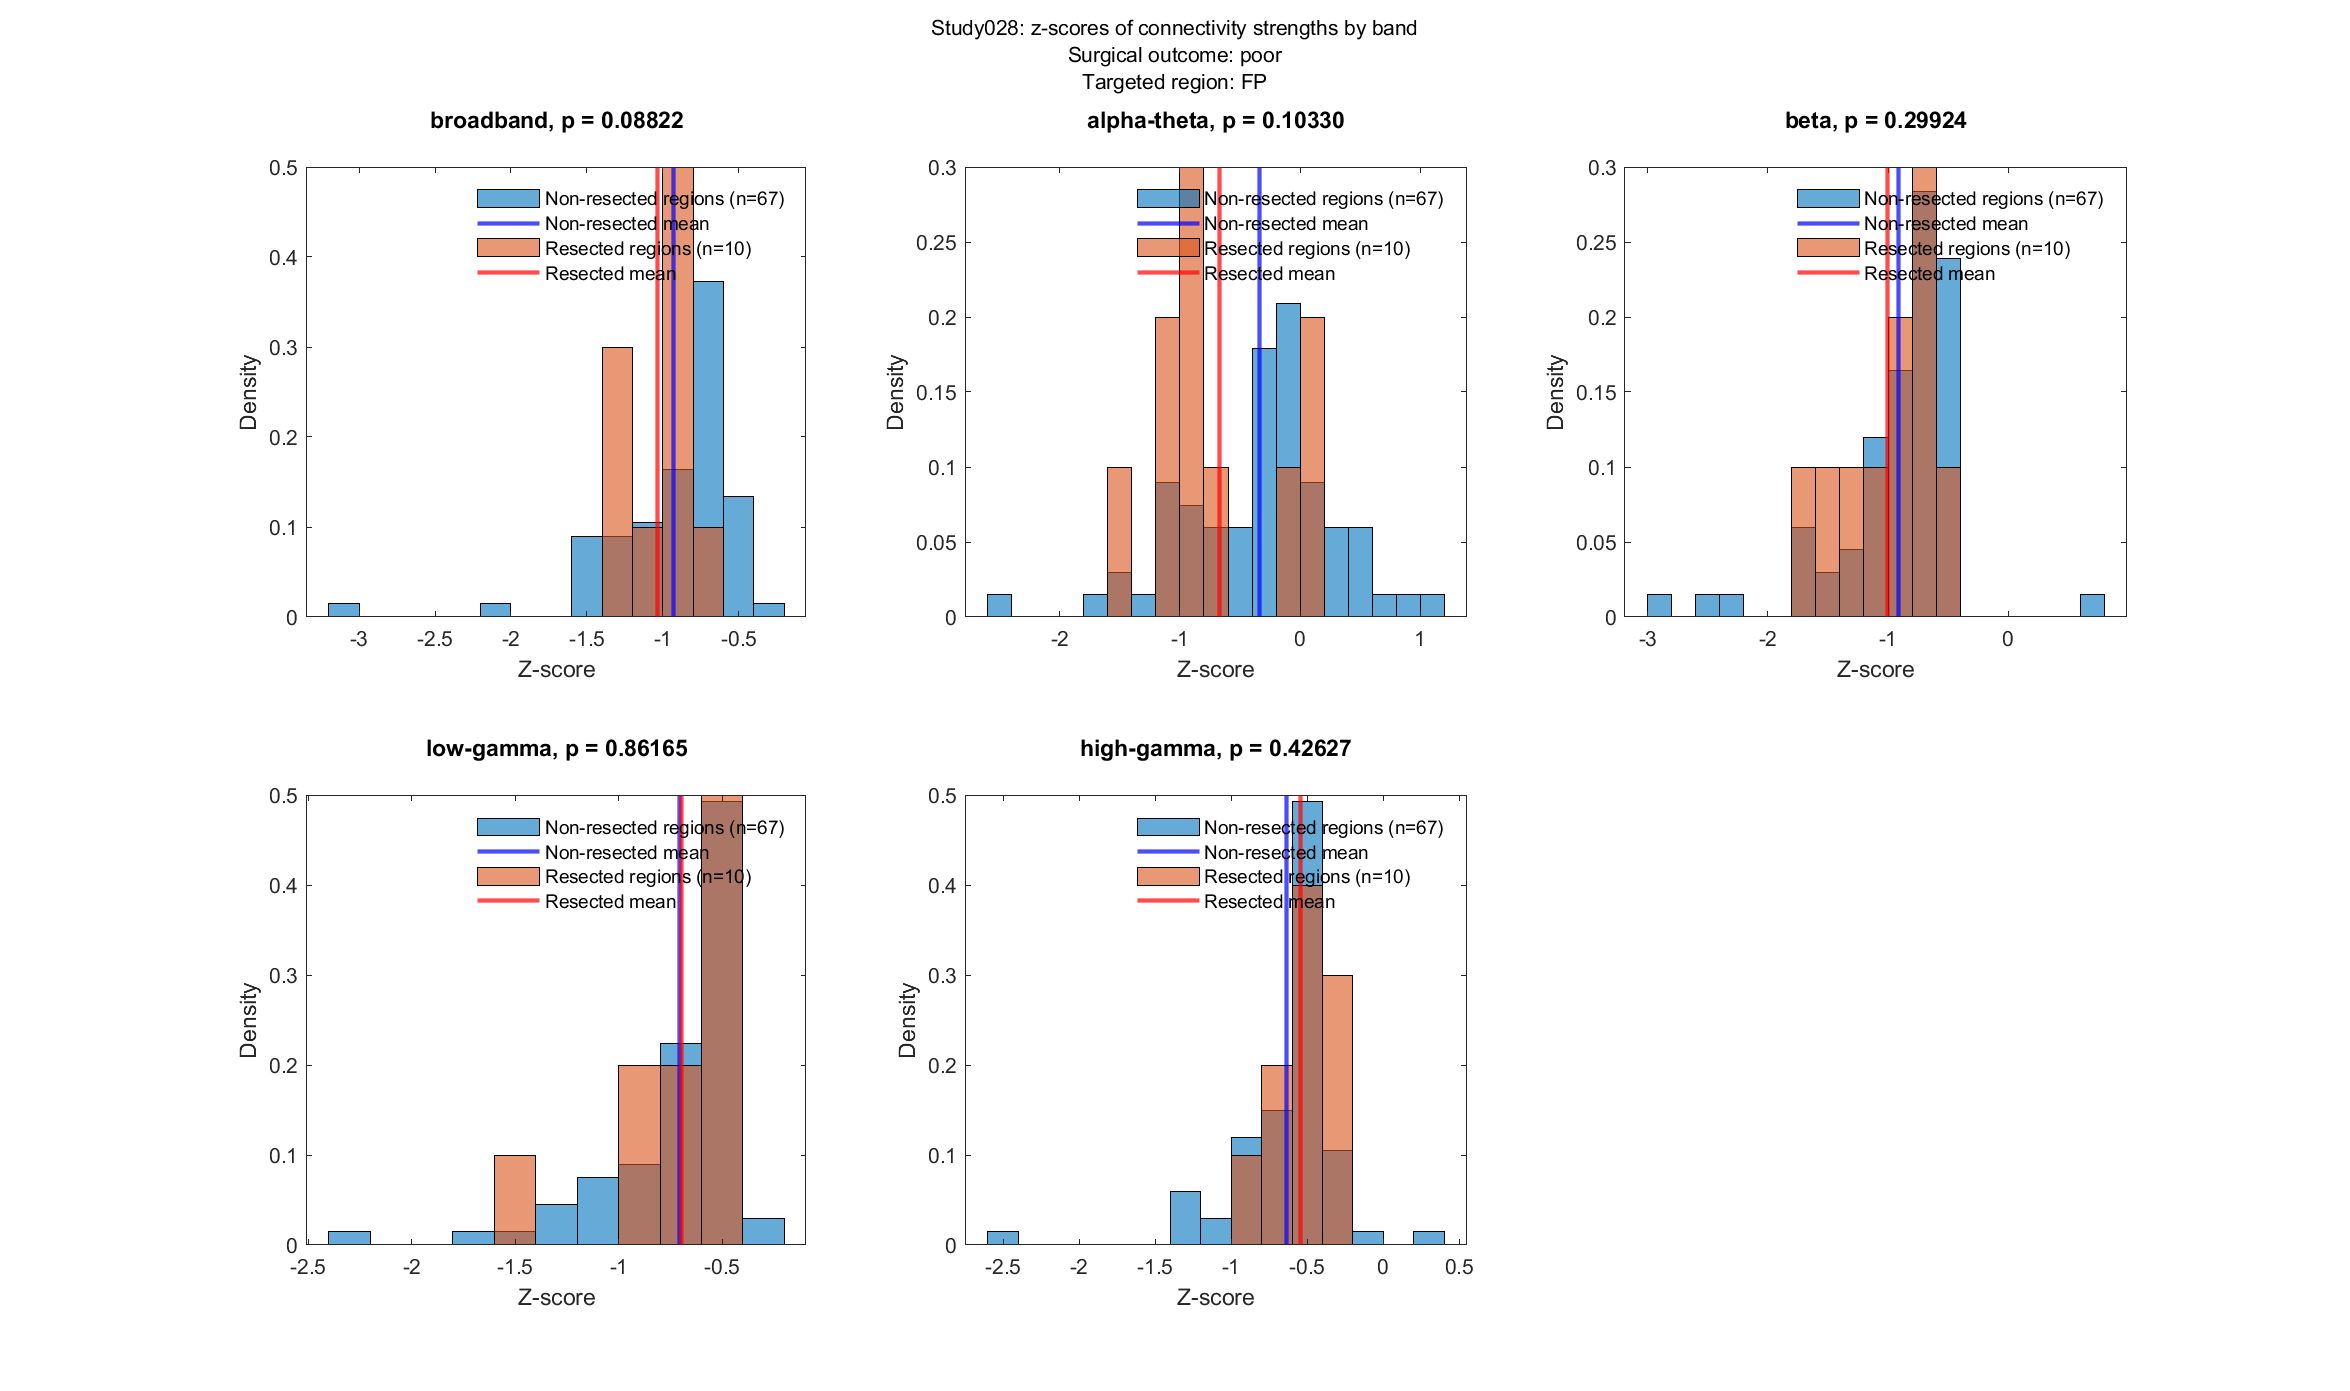 Study028: z-scores of connectivity strengths by band
Surgical outcome: poor
Targeted region: FP
broadband, p = 0.08822
0.5
0.4
0.3
0.2
0.1
0
Density
-3
-2.5
-2
-1.5
-1
-0.5
Z-score
Non-resected regions (n=67)
Non-resected mean
Resected regions (n=10)
Resected mean
alpha-theta, p = 0.10330
0.3
0.25
0.2
0.15
0.1
0.05
0
Density
-2
-1
0
1
Z-score
Non-resected regions (n=67)
Non-resected mean
Resected regions (n=10)
Resected mean
beta, p = 0.29924
0.3
0.25
0.2
0.15
0.1
0.05
0
Density
-3
-2
-1
0
Z-score
Non-resected regions (n=67)
Non-resected mean
Resected regions (n=10)
Resected mean
low-gamma, p = 0.86165
0.5
0.4
0.3
0.2
0.1
0
Density
-2.5
-2
-1.5
-1
-0.5
Z-score
Non-resected regions (n=67)
Non-resected mean
Resected regions (n=10)
Resected mean
high-gamma, p = 0.42627
0.5
0.4
0.3
0.2
0.1
0
Density
-2.5
-2
-1.5
-1
-0.5
0
0.5
Z-score
Non-resected regions (n=67)
Non-resected mean
Resected regions (n=10)
Resected mean